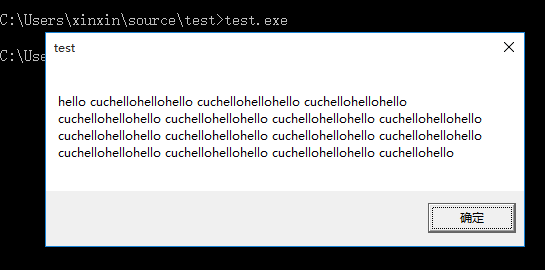 C:\Users\xinxin\source\test>test.exe
C:\Use
test
hello cuchellohellohello cuchellohellohello cuchellohellohello
cuchellohellohello cuchellohellohello cuchellohellohello cuchellohellohello
cuchellohellohello cuchellohellohello cuchellohellohello cuchellohellohello
cuchellohellohello cuchellohellohello cuchellohellohello cuchellohello
确定